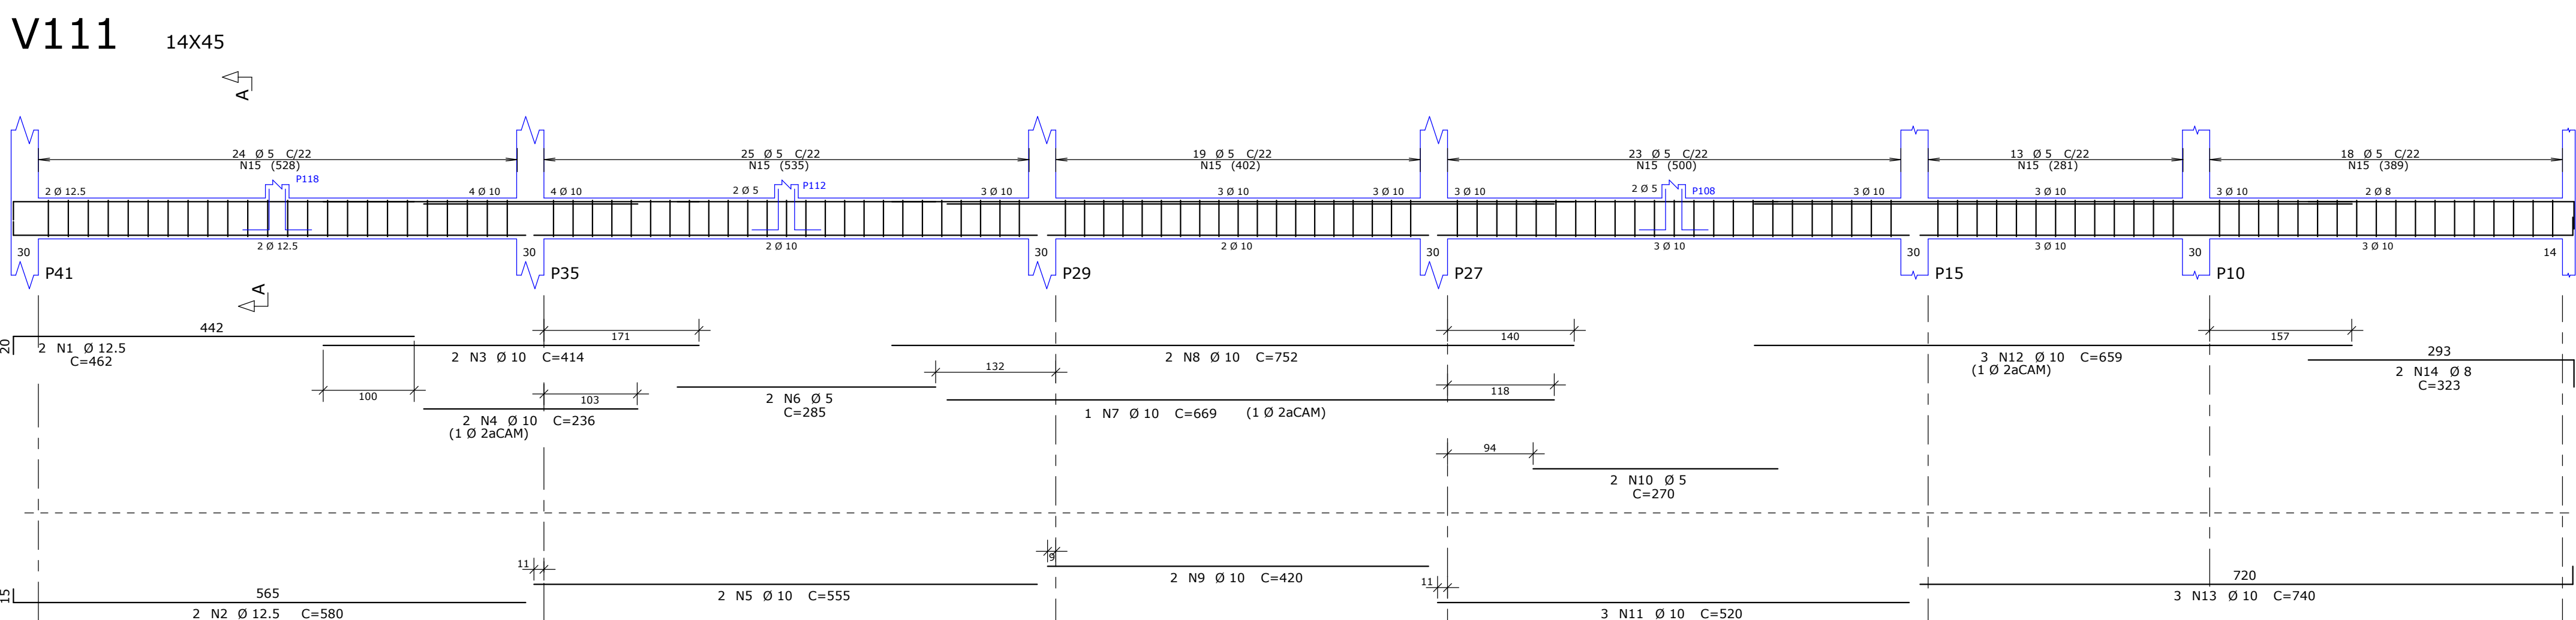 V111 14X45
A
24 Ø 5 C/22 25 Ø 5 C/22 19 Ø 5 C/22 23 Ø 5 C/22 13 Ø 5 C/22 18 Ø 5 C/22
N15 (528) N15 (535) N15 (402) N15 (500) N15 (281) N15 (389)
P118 P112 P108
2 Ø 12.5 4 Ø 10 4 Ø 10 2 Ø 5 3 Ø 10 3 Ø 10 3 Ø 10 3 Ø 10 2 Ø 5 3 Ø 10 3 Ø 10 3 Ø 10 2 Ø 8
2 Ø 12.5 2 Ø 10 2 Ø 10 3 Ø 10 3 Ø 10 3 Ø 10
30 30 30 30 30 30 14
P41 P35 P29 P27 P15 P10
A
442 171 140 157
20
2 N1 Ø 12.5
C=462
2 N3 Ø 10 C=414
2 N8 Ø 10 C=752
3 N12 Ø 10 C=659
(1 Ø 2aCAM)
293
2 N14 Ø 8
C=323
132
100 103 118
2 N6 Ø 5
C=285
2 N4 Ø 10 C=236
(1 Ø 2aCAM)
1 N7 Ø 10 C=669 (1 Ø 2aCAM)
94
2 N10 Ø 5
C=270
9
11 11
2 N9 Ø 10 C=420
720
15
565
2 N5 Ø 10 C=555
3 N13 Ø 10 C=740
2 N2 Ø 12.5 C=580
3 N11 Ø 10 C=520